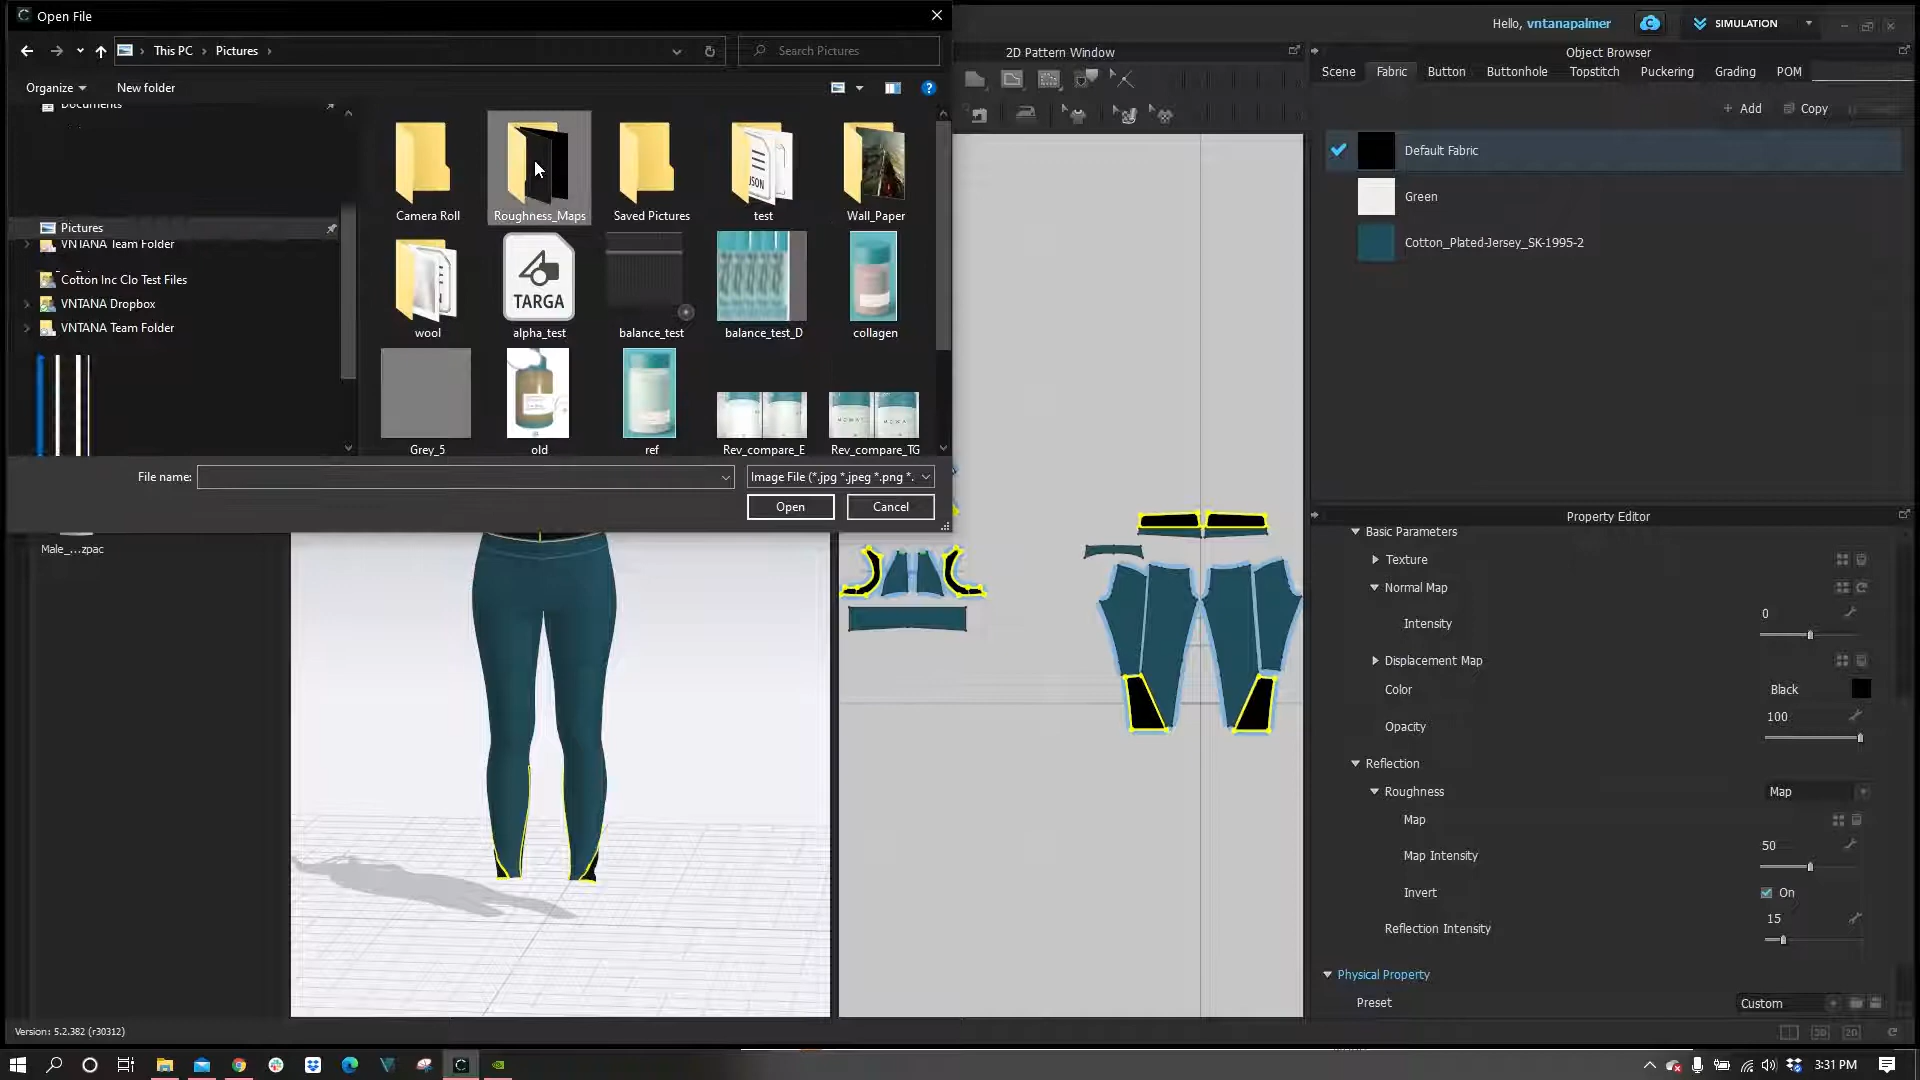 Open File
This PC
Pictures
Search Pictures
Organize
New folder
Documents
Pictures
VNTANA Team Folder
Cotton Inc Clo Test Files
VNTANA Dropbox
VNTANA Team Folder
Camera Roll
Roughness_Maps
Saved Pictures
test
Wall_Paper
JSON
TARGA
wool
alpha_test
balance_test
balance_test_D
collagen
Grey_5
old
ref
Rev_compare_E
Rev_compare_TG
File name:
Image File (*.jpg *.jpeg *.png *.
Open
Cancel
Male_...zpac
Version: 5.2.382 (r30312)
2D Pattern Window
Hello, vntanapalmer
SIMULATION
Object Browser
Scene
Fabric
Button
Buttonhole
Topstitch
Puckering
Grading
POM
+ Add
Copy
Default Fabric
Green
Cotton_Plated-Jersey_SK-1995-2
Property Editor
Basic Parameters
Texture
Normal Map
Intensity
0
Displacement Map
Color
Black
Opacity
100
Reflection
Roughness
Map
Map
Map Intensity
50
Invert
On
Reflection Intensity
15
Physical Property
Preset
Custom
3D
2D
3:31 PM